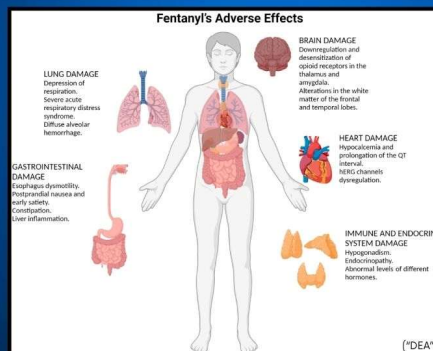 Fentanyl's Adverse Effects
BRAIN DAMAGE
Downregulation and
desensitization of
opioid receptors in the
thalamus and
amygdala.
Alterations in the white
matter of the frontal
and temporal lobes.
LUNG DAMAGE
Depression of
respiration.
Severe acute
respiratory distress
syndrome.
Diffuse alveolar
hemorrhage.
HEART DAMAGE
Hypocalcemia and
prolongation of the QT
interval.
hERG channels
dysregulation.
GASTROINTESTINAL
DAMAGE
Esophagus dysmotility.
Postprandial nausea and
early satiety.
Constipation.
Liver inflammation.
IMMUNE AND ENDOCRIN
SYSTEM DAMAGE
Hypogonadism.
Endocrinopathy.
Abnormal levels of different
hormones.
("DEA"